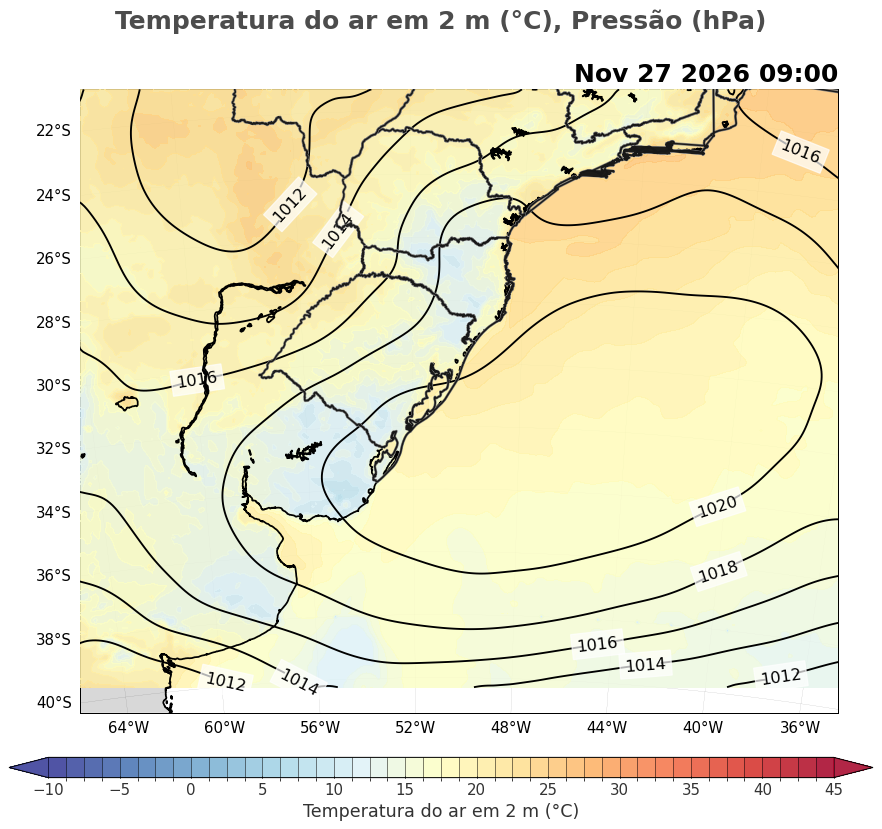 Temperatura do ar em 2 m (°C), Pressão (hPa)
Nov 27 2026 09:00
22°S
24°S
26°S
28°S
30°S
32°S
34°S
36°S
38°S
40°S
1016
1012
1014
1016
1020
1018
1016
1014
1012
1012
1014
64°W 60°W 56°W 52°W 48°W 44°W 40°W 36°W
−10 −5 0 5 10 15 20 25 30 35 40 45
Temperatura do ar em 2 m (°C)